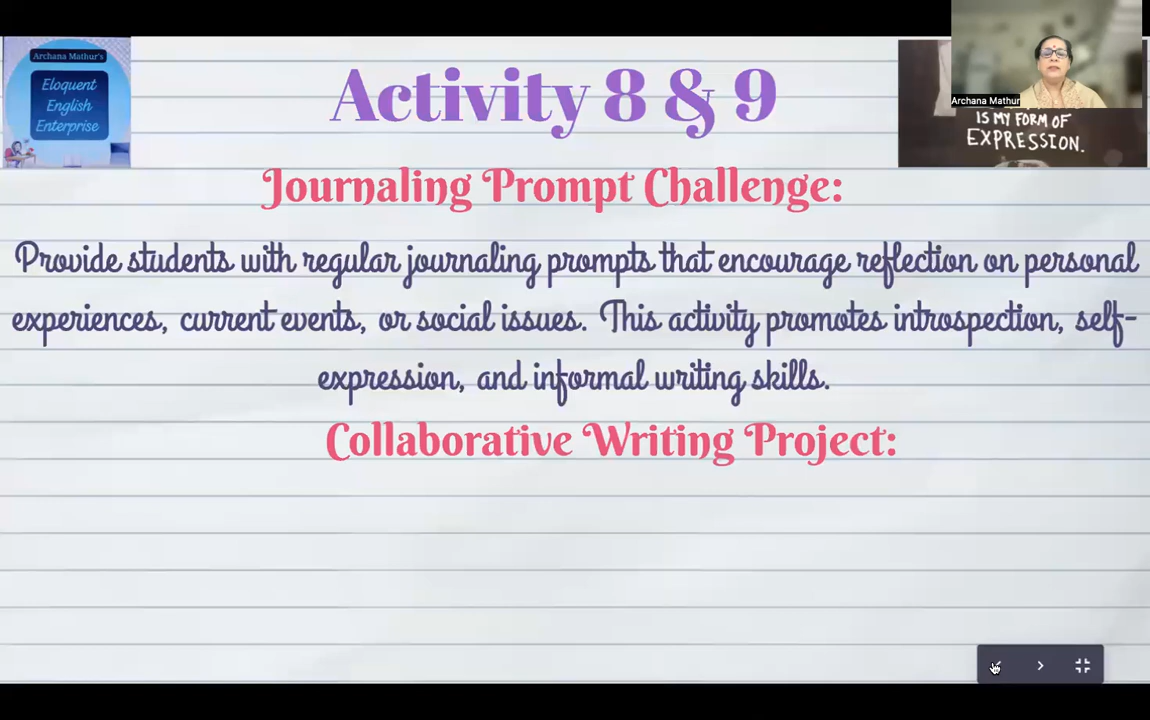 Archana Mathur's
Eloquent
English
Enterprise
Activity 8 & 9
Archana Mathur
IS MY FORM OF
EXPRESSION.
Journaling Prompt Challenge:
Provide students with regular journaling prompts that encourage reflection on personal
experiences, current events, or social issues. This activity promotes introspection, self-
expression, and informal writing skills.
Collaborative Writing Project: